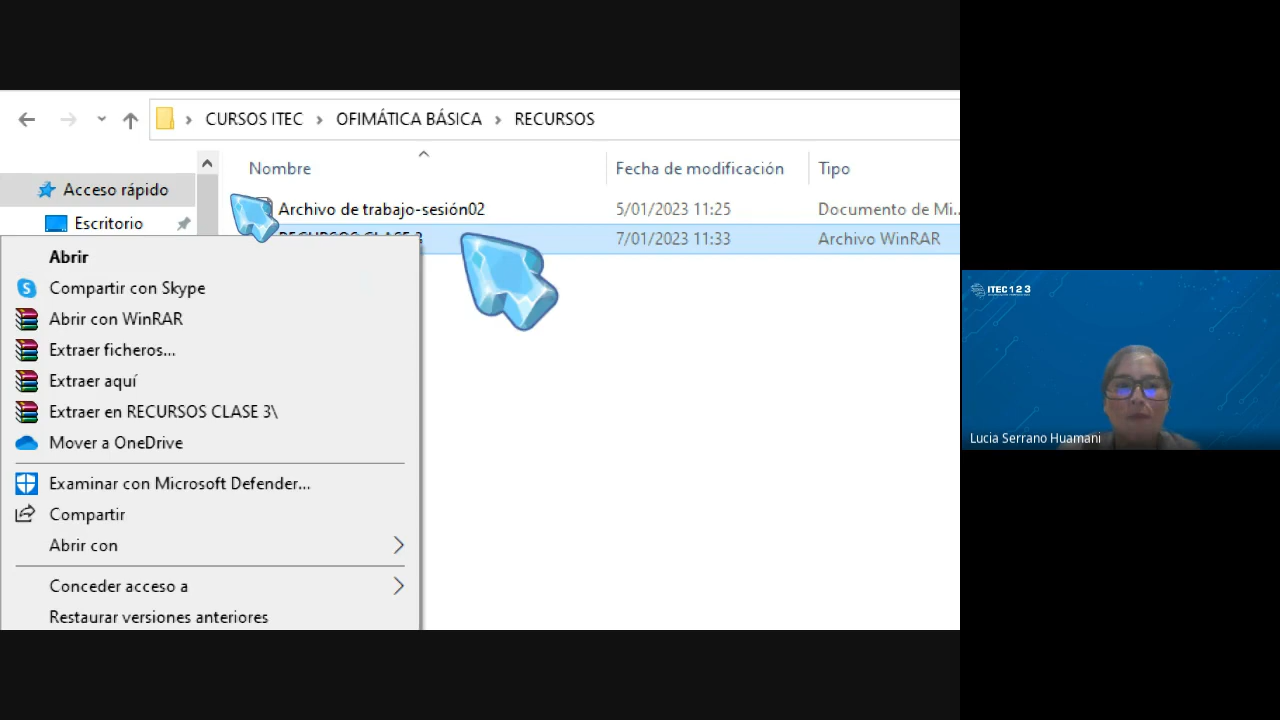 CURSOS ITEC > OFIMÁTICA BÁSICA > RECURSOS
Nombre Fecha de modificación Tipo
Acceso rápido
Archivo de trabajo-sesión02 5/01/2023 11:25 Documento de Mi...
Escritorio
RECURSOS CLASE 3 7/01/2023 11:33 Archivo WinRAR
Abrir
Compartir con Skype
Abrir con WinRAR
Extraer ficheros...
Extraer aquí
Extraer en RECURSOS CLASE 3\
Mover a OneDrive
Examinar con Microsoft Defender...
Compartir
Abrir con
Conceder acceso a
Restaurar versiones anteriores
ITEC 1 2 3
Lucia Serrano Huamani